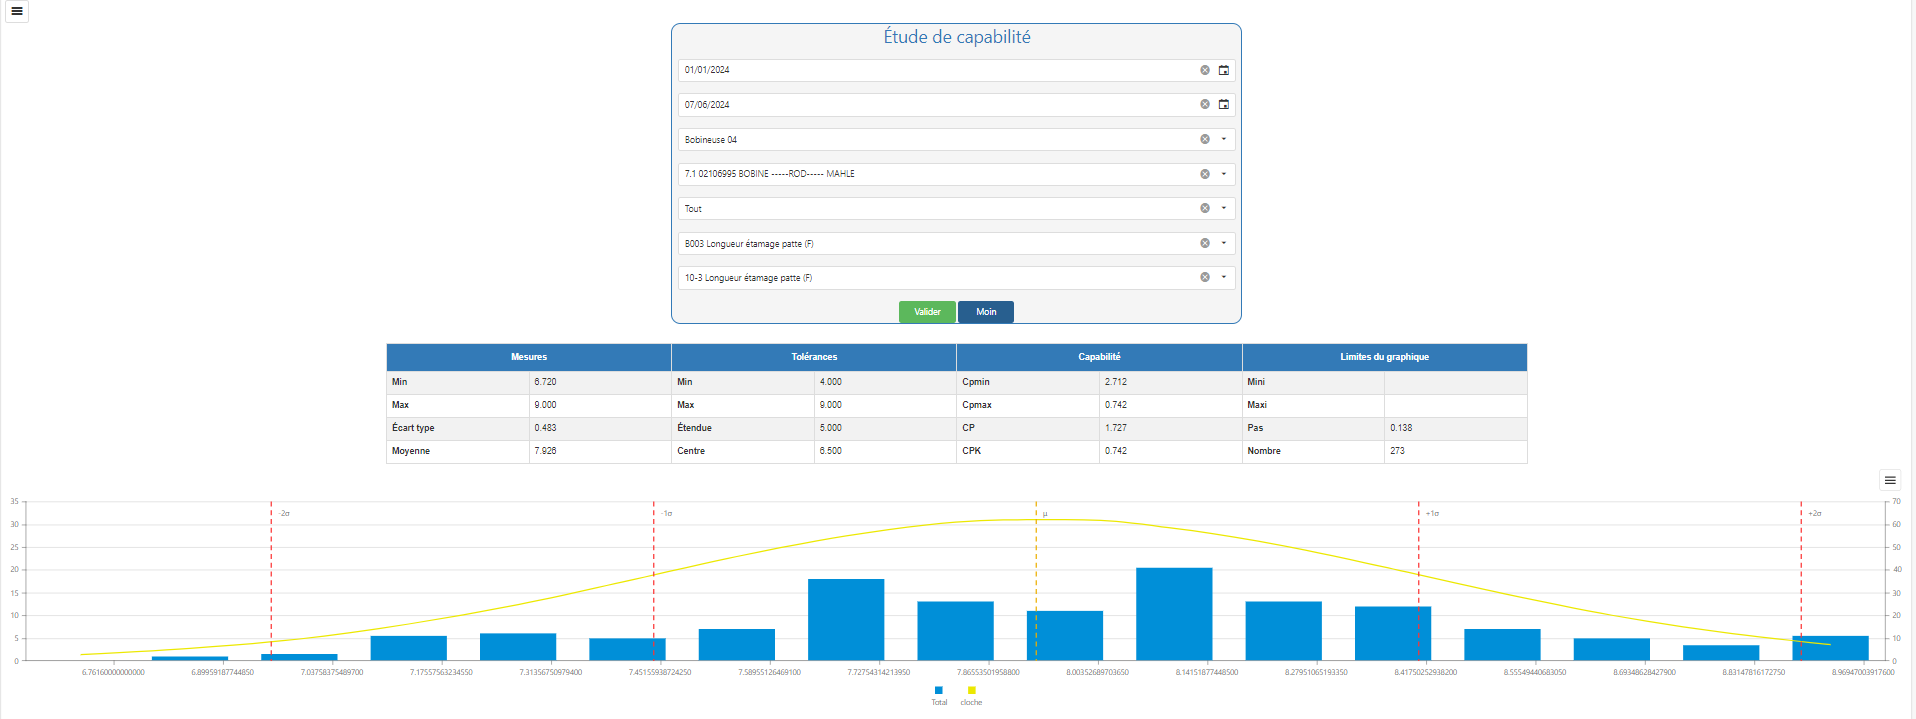 Étude de capabilité
01/01/2024
07/06/2024
Bobineuse 04
7.1 02106995 BOBINE -----ROD----- MAHLE
Tout
B003 Longueur étamage patte (F)
10-3 Longueur étamage patte (F)
Valider Moin
Mesures Tolérances Capabilité Limites du graphique
Min 6.720 Min 4.000 Cpmin 2.712 Mini
Max 9.000 Max 9.000 Cpmax 0.742 Maxi
Écart type 0.483 Étendue 5.000 CP 1.727 Pas 0.138
Moyenne 7.926 Centre 6.500 CPK 0.742 Nombre 273
35 70
-2σ -1σ μ +1σ +2σ
30 60
25 50
20 40
15 30
10 20
5 10
0 0
6.76160000000000 6.89959187744850 7.03758375489700 7.17557563234550 7.31356750979400 7.45155938724250 7.58955126469100 7.72754314213950 7.86553501958800 8.00352689703650 8.14151877448500 8.27951065193350 8.41750252938200 8.55549440683050 8.69348628427900 8.83147816172750 8.96947003917600
Total cloche